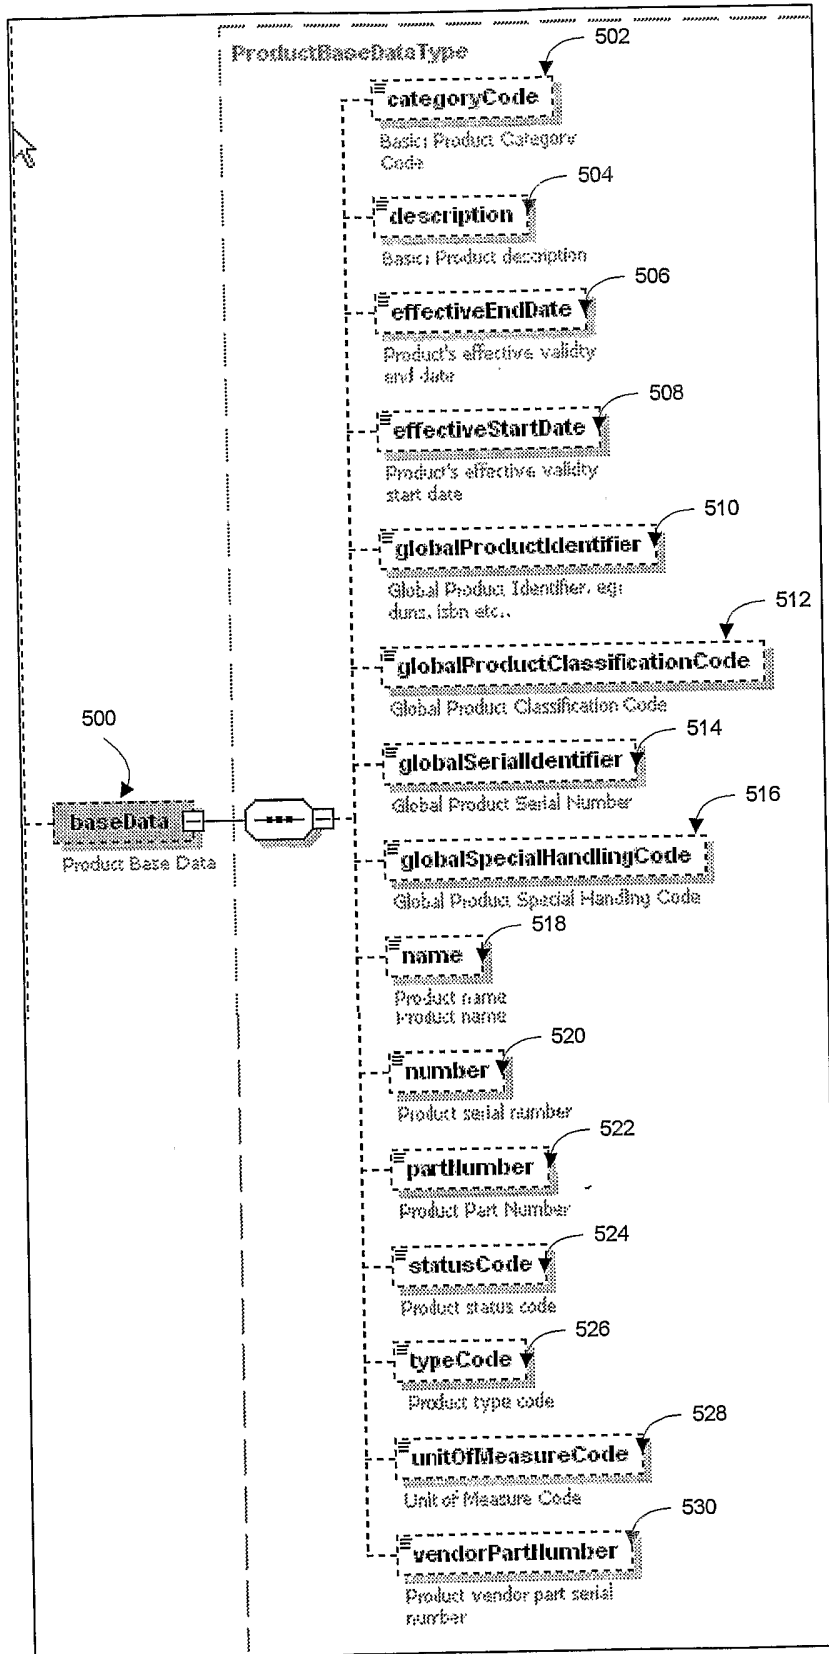 ProductBaseDataType
502
categoryCode
Basic: Product Category
Code
504
description
Basic: Product description
506
effectiveEndDate
Product's effective validity
end date
508
effectiveStartDate
Product's effective validity
start date
510
globalProductIdentifier
Global Product Identifier. eg:
duns, isbn etc..
512
globalProductClassificationCode
Global Product Classification Code
514
globalSerialIdentifier
Global Product Serial Number
500
baseData
Product Base Data
516
globalSpecialHandlingCode
Global Product Special Handling Code
518
name
Product name
Product name
520
number
Product serial number
522
partNumber
Product Part Number
524
statusCode
Product status code
526
typeCode
Product type code
528
unitOfMeasureCode
Unit of Measure Code
530
vendorPartNumber
Product vendor part serial
number